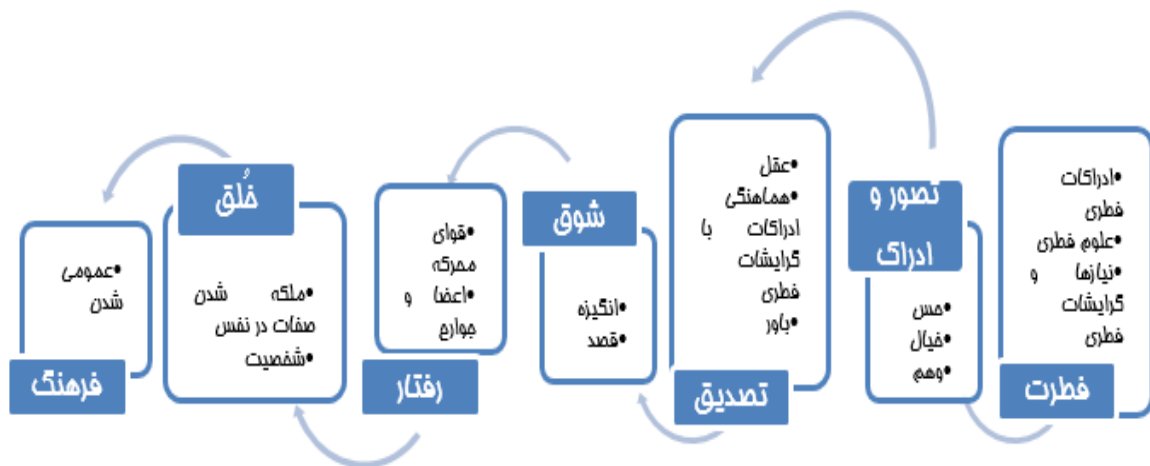 •ادراکات
فطری
•علوم فطری
•نیازها و
گرایشات
فطری
فطرت
تصور و
ادراک
•حس
•خیال
•وهم
•عقل
•هماهنگی
ادراکات با
گرایشات
فطری
•باور
تصدیق
شوق
•انگیزه
•قصد
•قوای
محرکه
•اعضا و
جوارح
رفتار
خُلق
•ملکه شدن
صفات در نفس
•شخصیت
•عمومی
شدن
فرهنگ